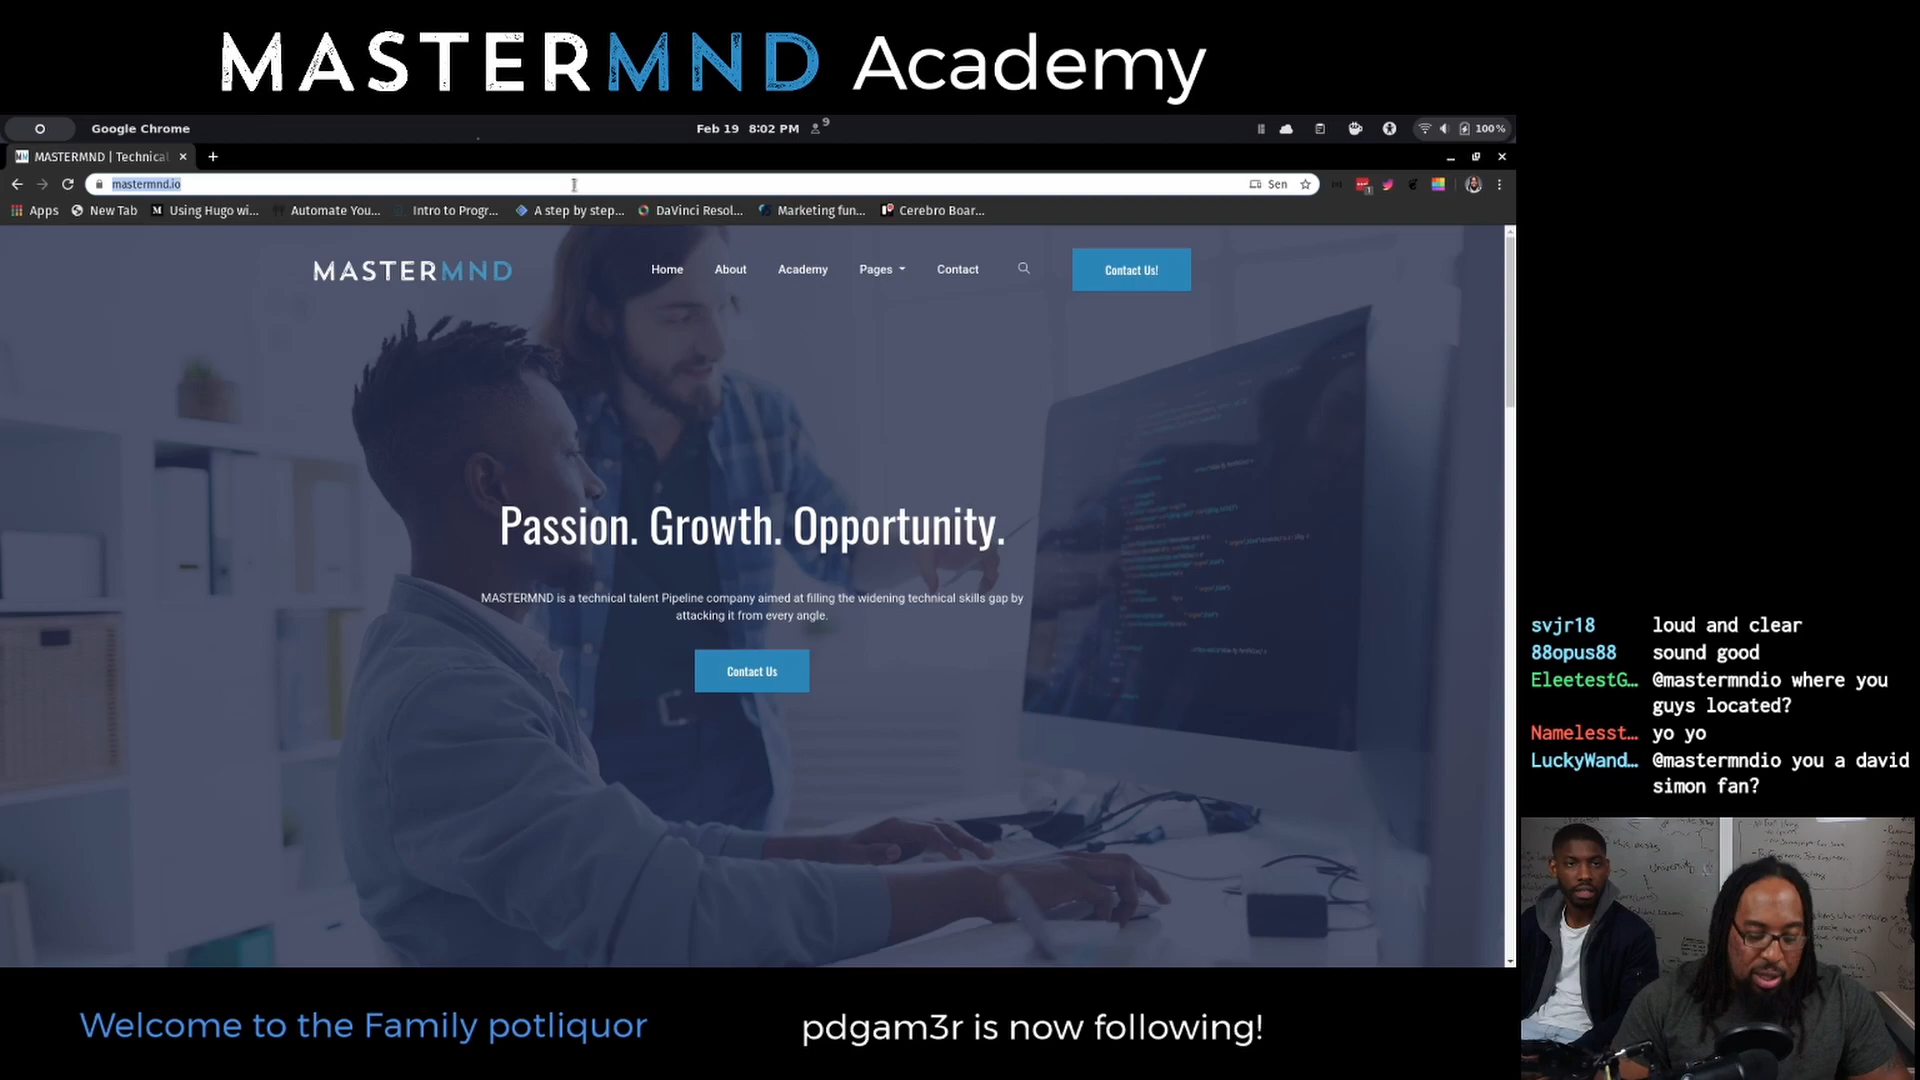 MASTERMND Academy
Google Chrome
Feb 19 8:02 PM
9
100%
MASTERMND | Technical
mastermnd.io
Sen
Apps
New Tab
Using Hugo wi...
Automate You...
Intro to Progr...
A step by step...
DaVinci Resol...
Marketing fun...
Cerebro Boar...
MASTERMND
Home
About
Academy
Pages
Contact
Contact Us!
Passion. Growth. Opportunity.
MASTERMND is a technical talent Pipeline company aimed at filling the widening technical skills gap by
attacking it from every angle.
Contact Us
svjr18 loud and clear
88opus88 sound good
EleetestG... @mastermndio where you
guys located?
Namelesst... yo yo
LuckyWand... @mastermndio you a david
simon fan?
Welcome to the Family potliquor
pdgam3r is now following!